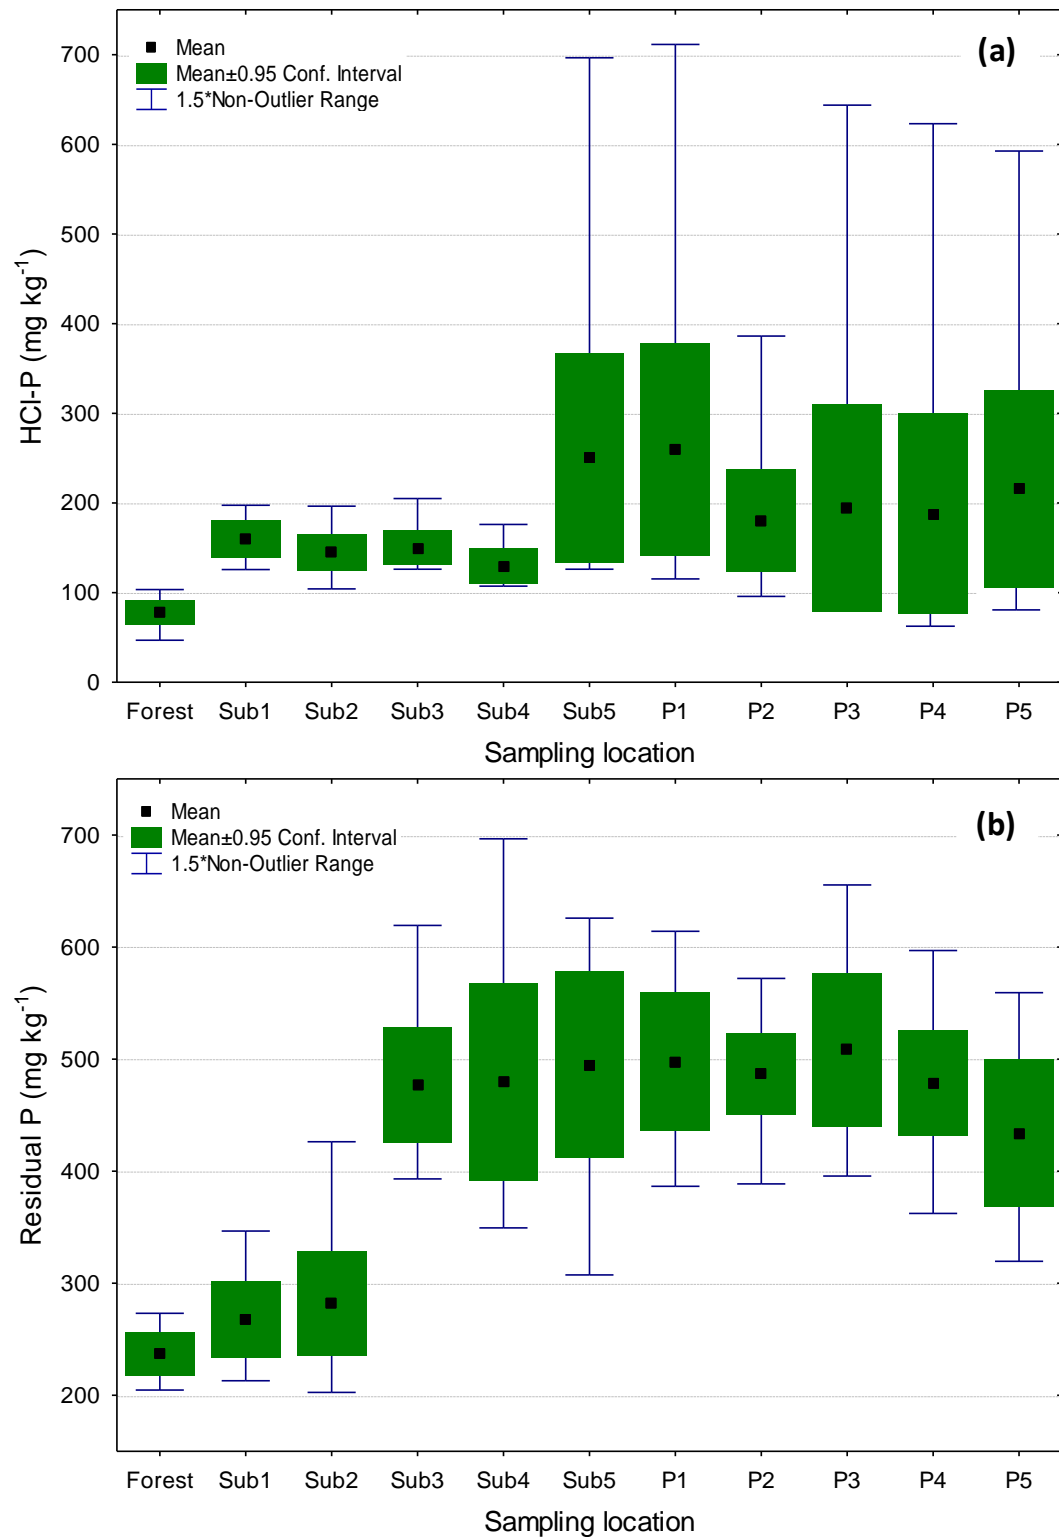 (a)
Mean
Mean±0.95 Conf. Interval
1.5*Non-Outlier Range
HCl-P (mg kg⁻¹)
700
600
500
400
300
200
100
0
Forest Sub1 Sub2 Sub3 Sub4 Sub5 P1 P2 P3 P4 P5
Sampling location
(b)
Mean
Mean±0.95 Conf. Interval
1.5*Non-Outlier Range
Residual P (mg kg⁻¹)
700
600
500
400
300
200
Forest Sub1 Sub2 Sub3 Sub4 Sub5 P1 P2 P3 P4 P5
Sampling location